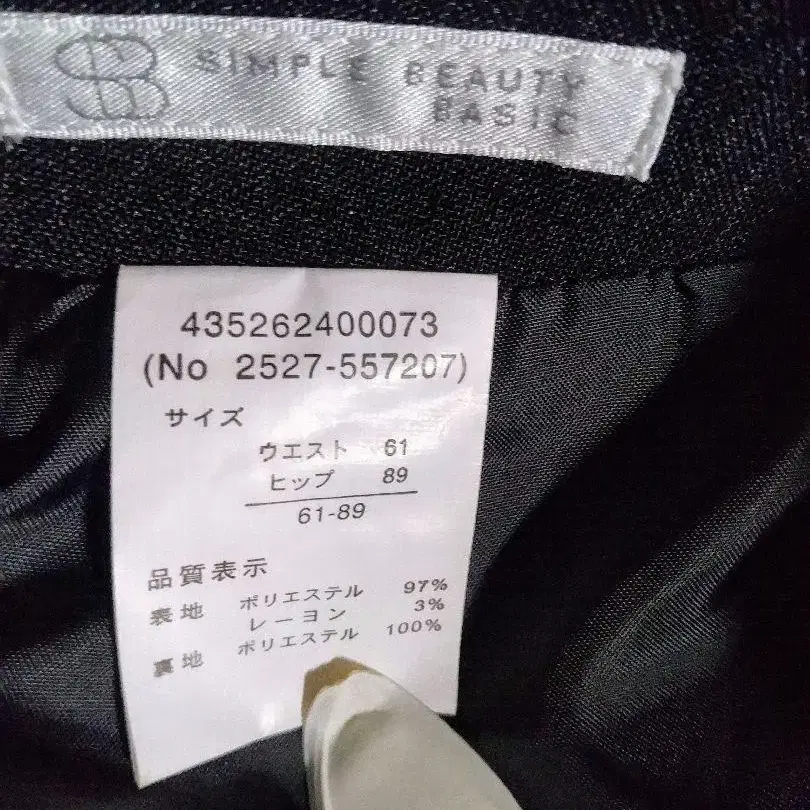 SB SIMPLE BEAUTY
BASIC
435262400073
(No 2527-557207)
サイズ
ウエスト 61
ヒップ 89
61-89
品質表示
表地 ポリエステル 97%
レーヨン 3%
裏地 ポリエステル 100%